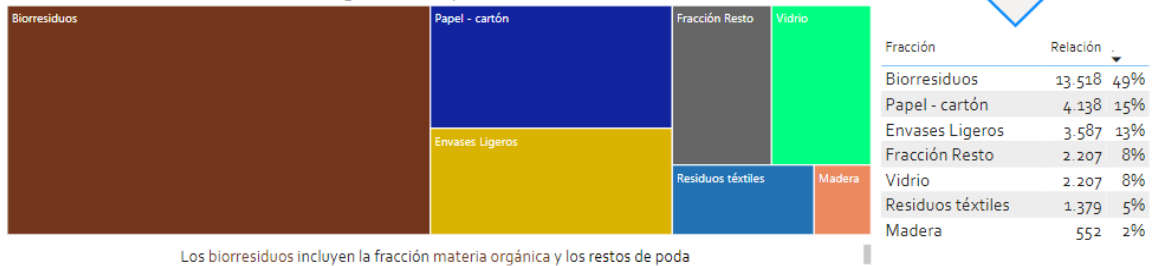 Biorresiduos
Papel - cartón
Fracción Resto
Vidrio
Envases Ligeros
Residuos téxtiles
Madera
Los biorresiduos incluyen la fracción materia orgánica y los restos de poda
Fracción Relación .
Biorresiduos 13.518 49%
Papel - cartón 4.138 15%
Envases Ligeros 3.587 13%
Fracción Resto 2.207 8%
Vidrio 2.207 8%
Residuos téxtiles 1.379 5%
Madera 552 2%